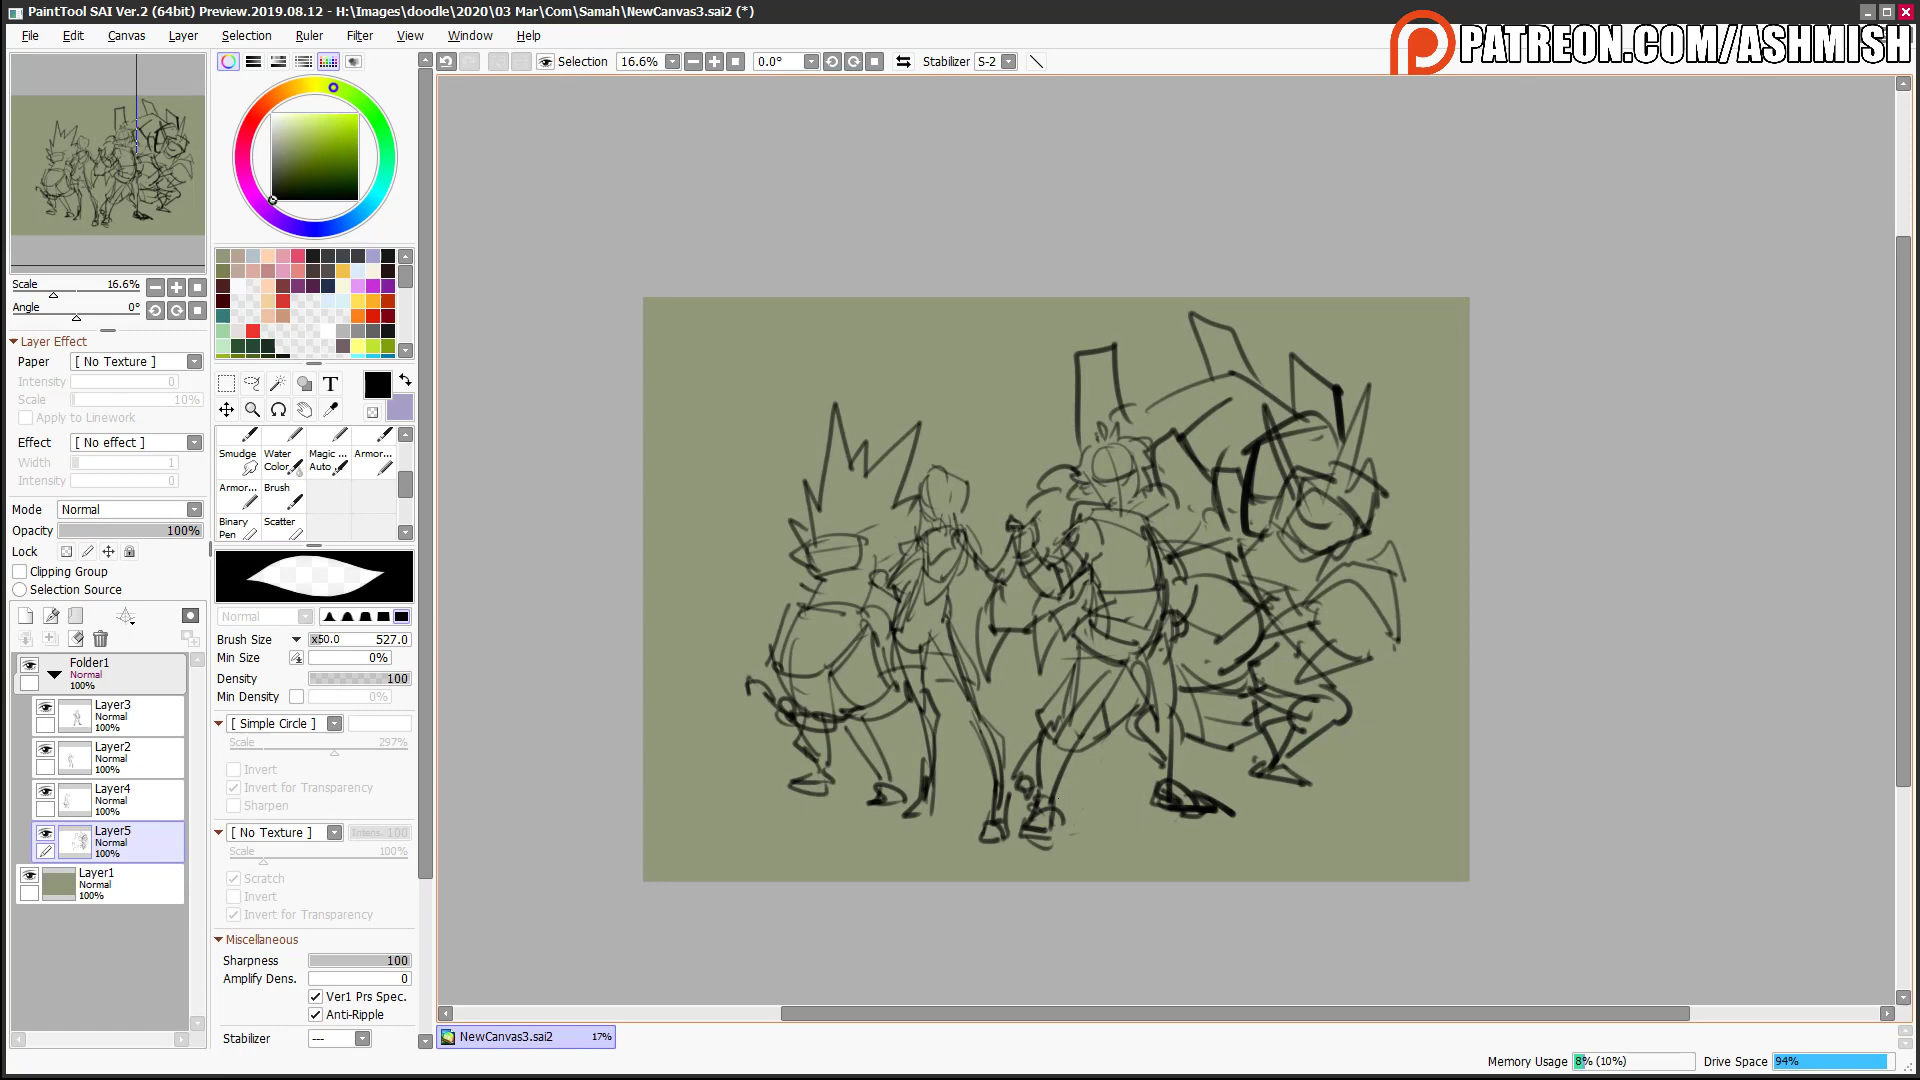 PaintTool SAI Ver.2 (64bit) Preview.2019.08.12 - H:\Images\doodle\2020\03 Mar\Com\Samah\NewCanvas3.sai2 (*)
PATREON.COM/ASHMISH
File Edit Canvas Layer Selection Ruler Filter View Window Help
Selection 16.6% 0.0° Stabilizer S-2
Scale 16.6%
Angle 0°
Layer Effect
Paper [ No Texture ]
Intensity 0
Scale 10%
Apply to Linework
Effect [ No effect ]
Width 1
Intensity 0
Mode Normal
Opacity 100%
Lock
Clipping Group
Selection Source
Folder1
Normal
100%
Layer3
Normal
100%
Layer2
Normal
100%
Layer4
Normal
100%
Layer5
Normal
100%
Layer1
Normal
100%
T
Smudge Water Color Magic ... Auto Armor...
Armor... Brush
Binary Pen Scatter
Normal
Brush Size x50.0 527.0
Min Size 0%
Density 100
Min Density 0%
[ Simple Circle ]
Scale 297%
Invert
Invert for Transparency
Sharpen
[ No Texture ] Intens. 100
Scale 100%
Scratch
Invert
Invert for Transparency
Miscellaneous
Sharpness 100
Amplify Dens. 0
Ver1 Prs Spec.
Anti-Ripple
Stabilizer ---
NewCanvas3.sai2 17%
Memory Usage 8% (10%) Drive Space 94%